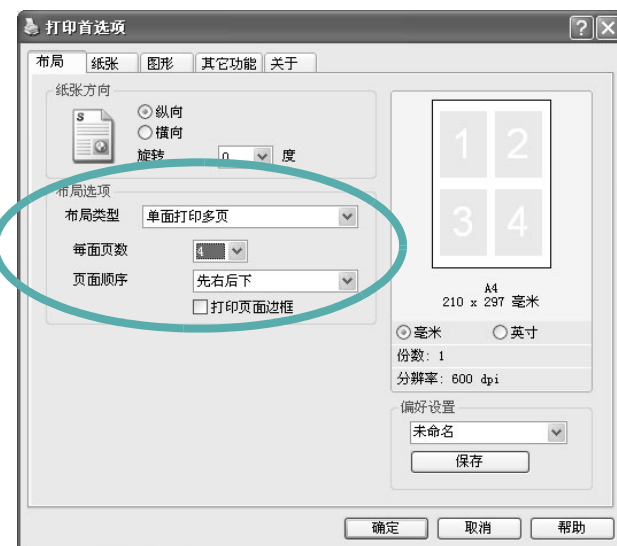 打印首选项
布局 纸张 图形 其它功能 关于
纸张方向
S
纵向
横向
旋转 0 度
布局选项
布局类型 单面打印多页
每面页数 4
页面顺序 先右后下
打印页面边框
1 2
3 4
A4
210 x 297 毫米
毫米 英寸
份数: 1
分辨率: 600 dpi
偏好设置
未命名
保存
确定 取消 帮助